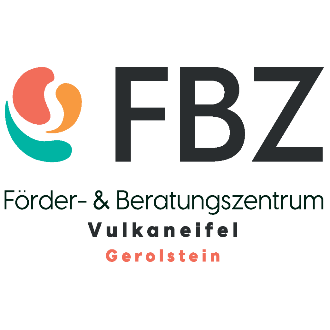 FBZ
Förder- & Beratungszentrum
Vulkaneifel
Gerolstein